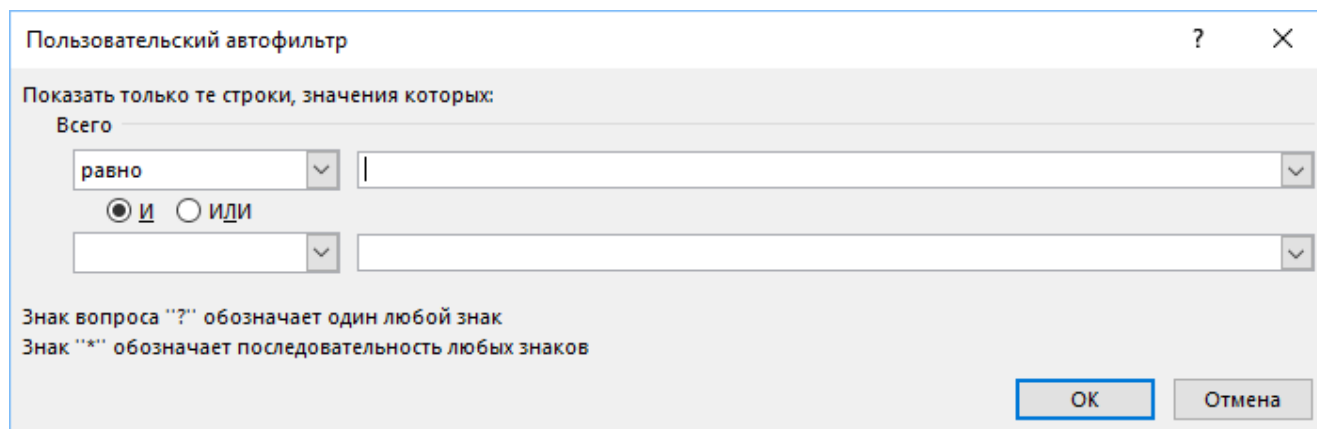 Пользовательский автофильтр ?
Показать только те строки, значения которых:
Всего
равно
И ИЛИ
Знак вопроса "?" обозначает один любой знак
Знак "*" обозначает последовательность любых знаков
ОК Отмена